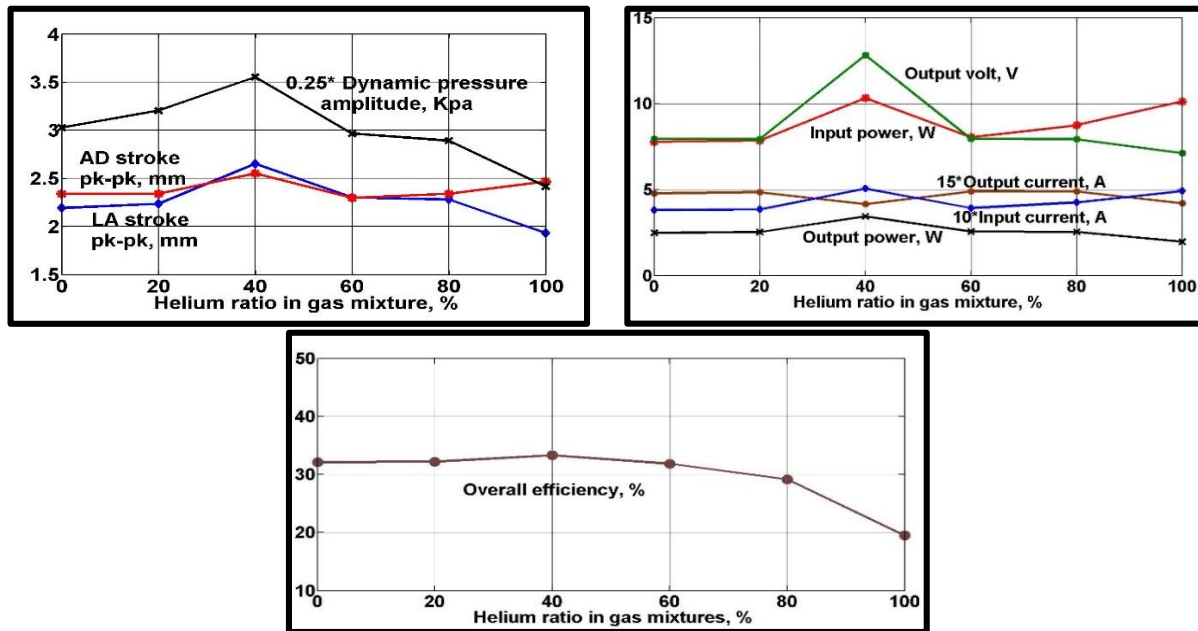 4
3.5
3
2.5
2
1.5
0.25* Dynamic pressure
amplitude, Kpa
AD stroke
pk-pk, mm
LA stroke
pk-pk, mm
0 20 40 60 80 100
Helium ratio in gas mixture, %
15
10
5
0
Output volt, V
Input power, W
15*Output current, A
10*Input current, A
Output power, W
0 20 40 60 80 100
Helium ratio in gas mixture, %
50
40
30
20
10
Overall efficiency, %
0 20 40 60 80 100
Helium ratio in gas mixtures, %